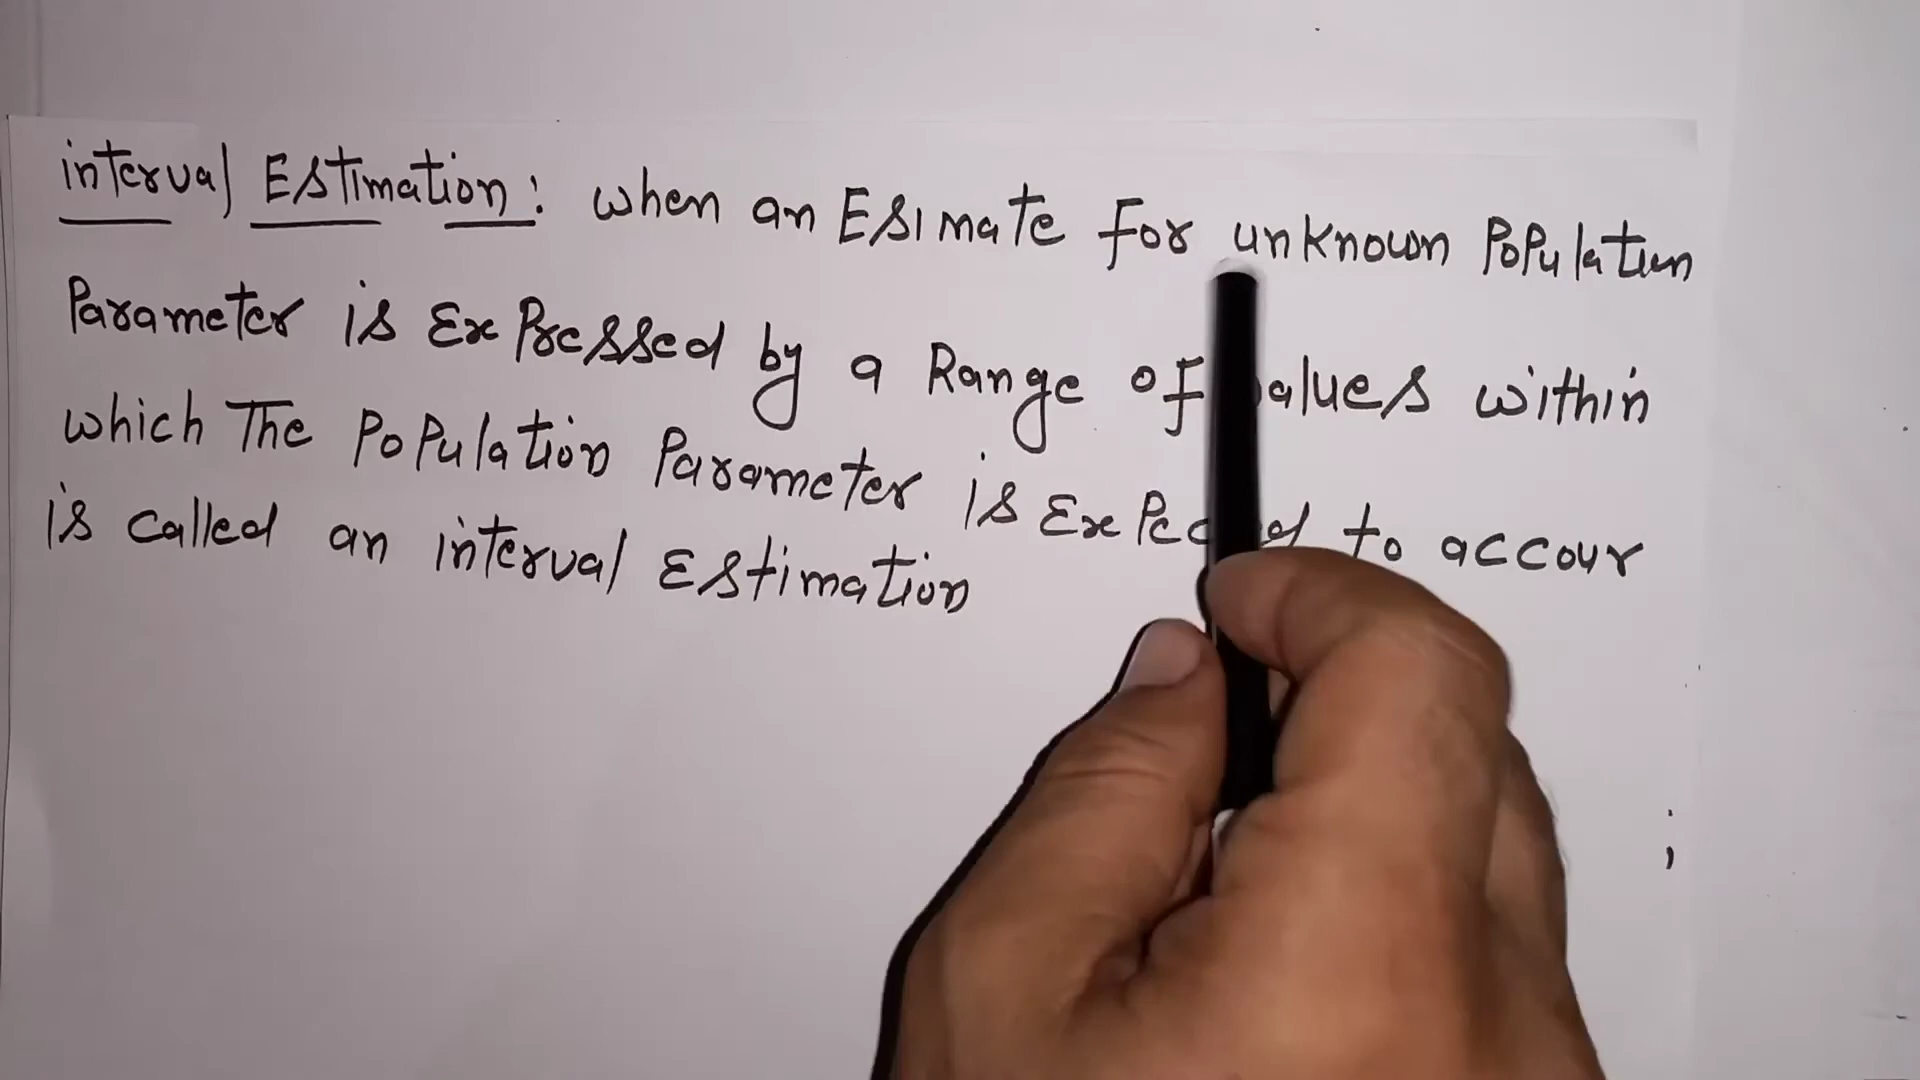 interval EStimation: when an ESimate For unknown Population
Parameter is ExPressed by a Range of values within
which The PoPulation Parameter is ExPected to accour
is called an interval EStimation